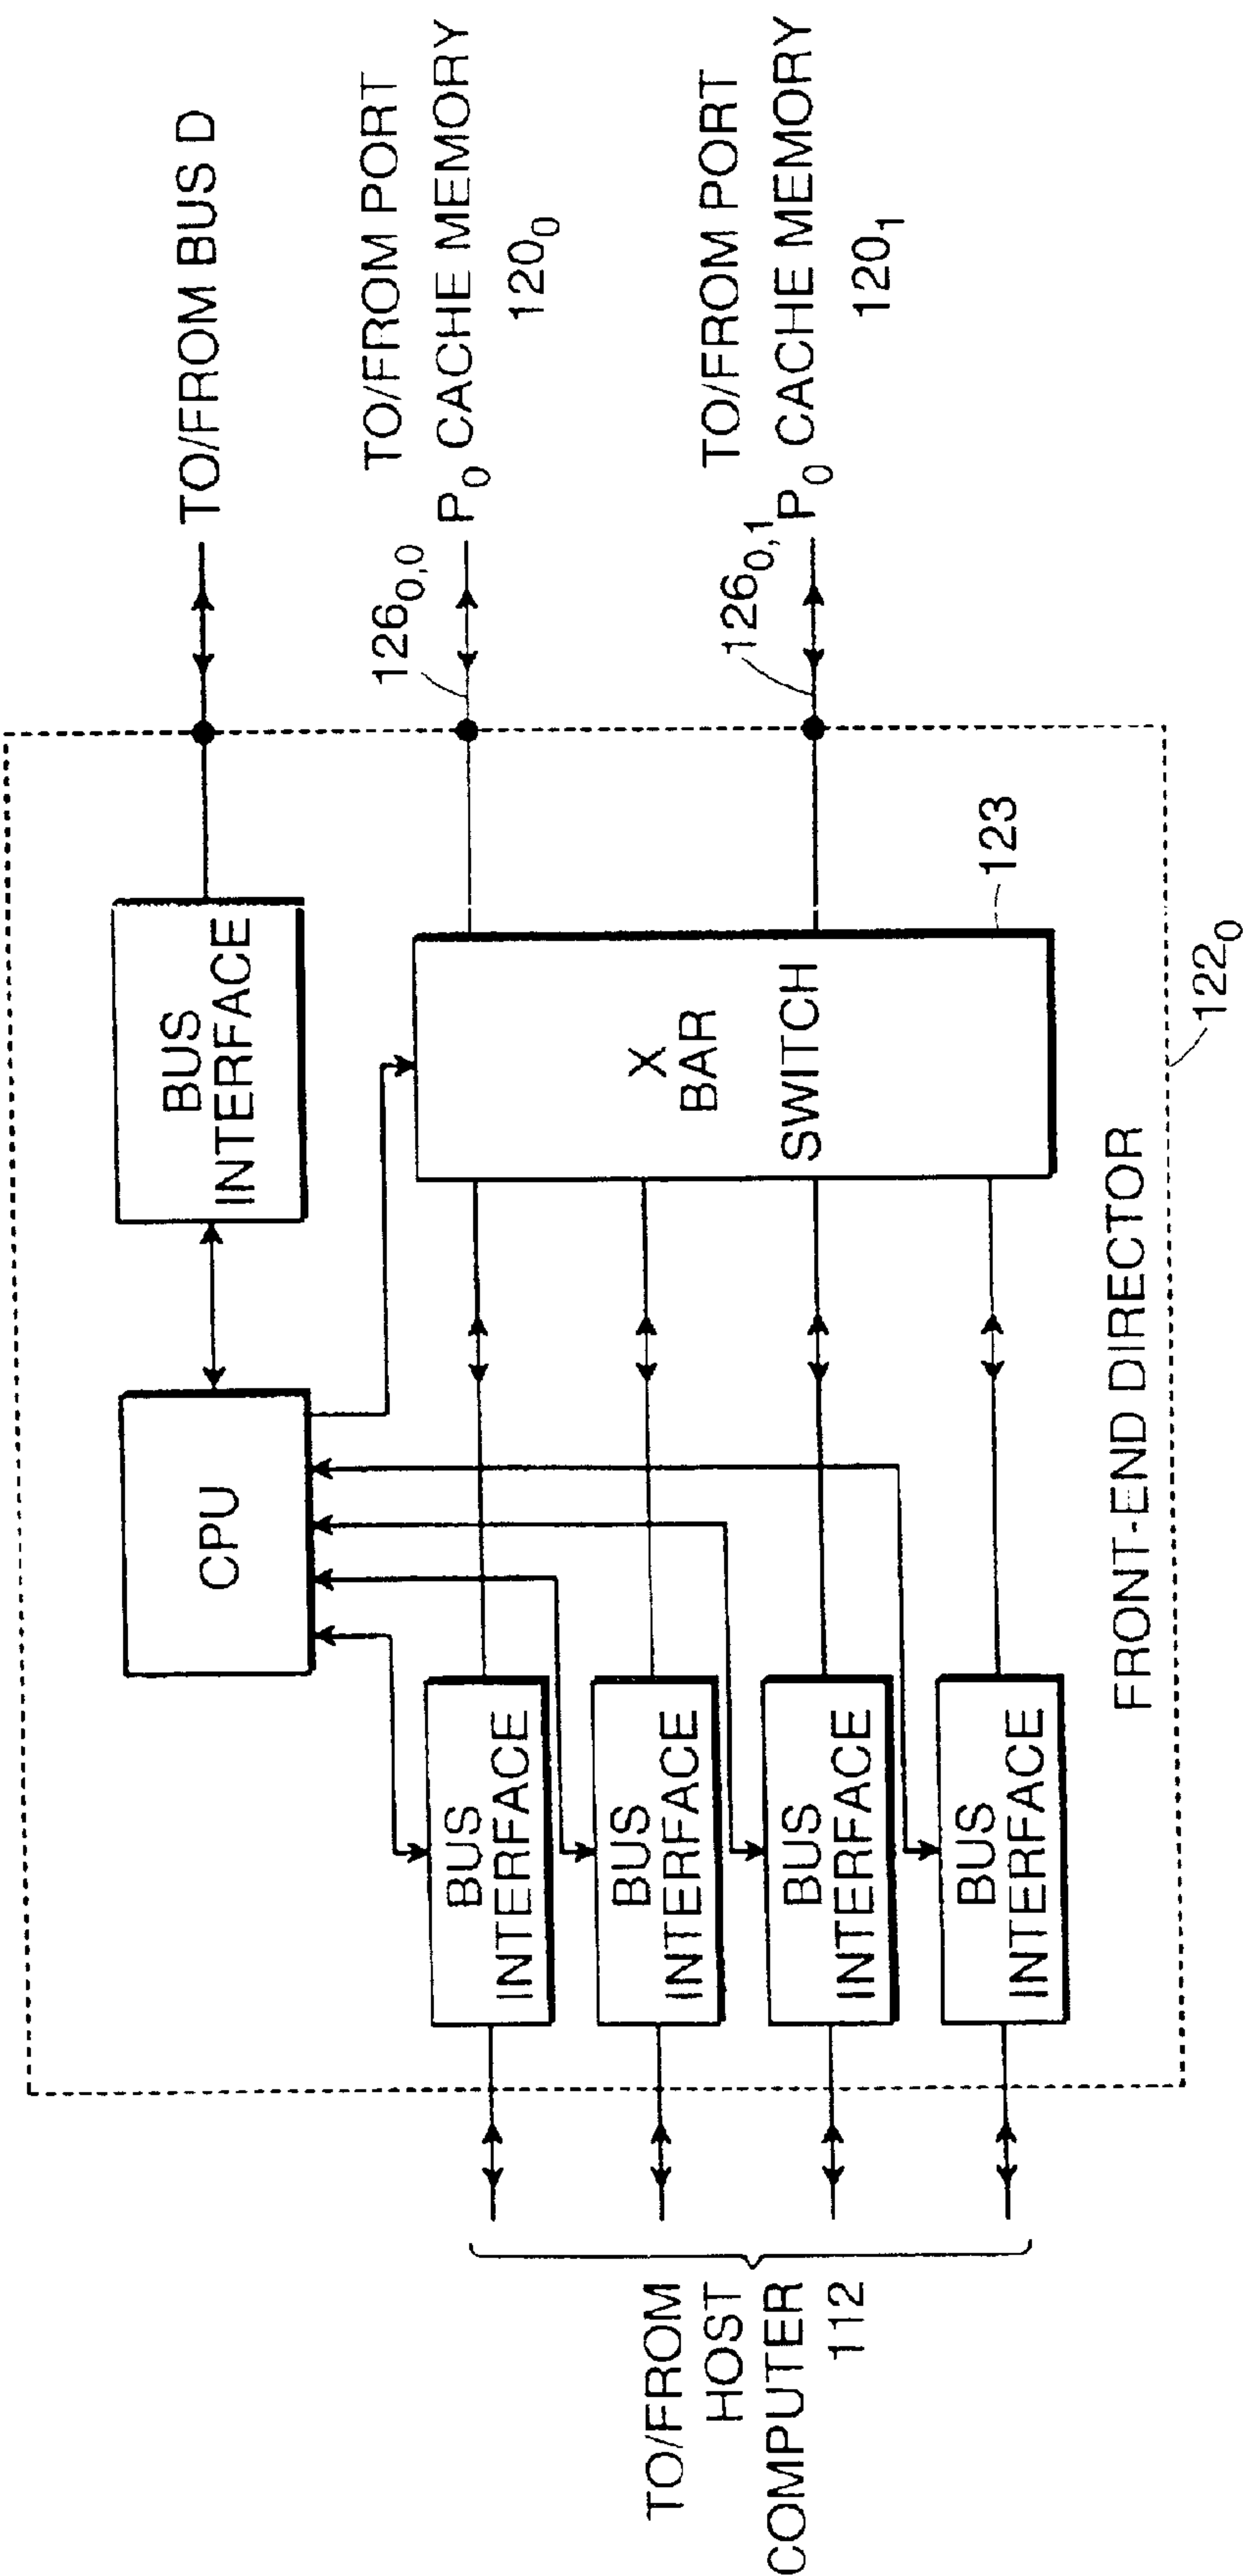 TO/FROM BUS D
BUS
INTERFACE
CPU
126₀,₀
TO/FROM PORT
P₀ CACHE MEMORY
120₀
126₀,₁
TO/FROM PORT
P₀ CACHE MEMORY
120₁
X
BAR
SWITCH
123
BUS
INTERFACE
BUS
INTERFACE
BUS
INTERFACE
BUS
INTERFACE
TO/FROM
HOST
COMPUTER
112
FRONT-END DIRECTOR
122₀